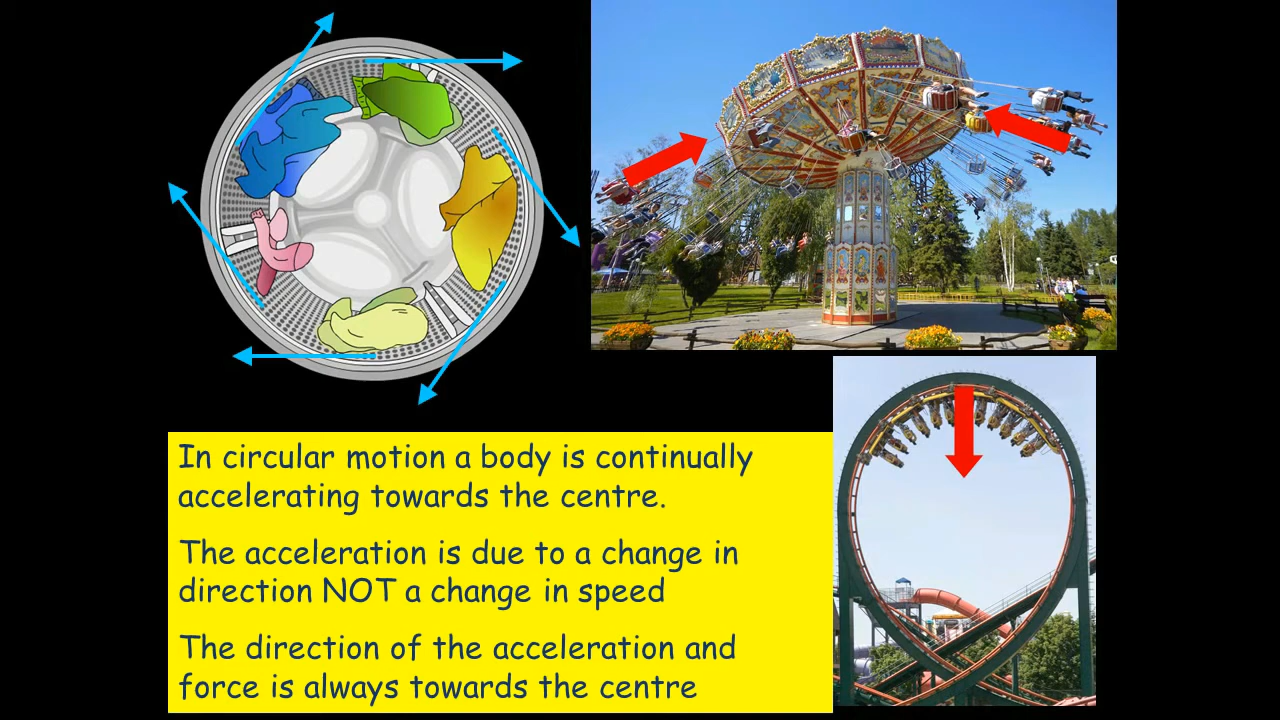 In circular motion a body is continually
accelerating towards the centre.
The acceleration is due to a change in
direction NOT a change in speed
The direction of the acceleration and
force is always towards the centre